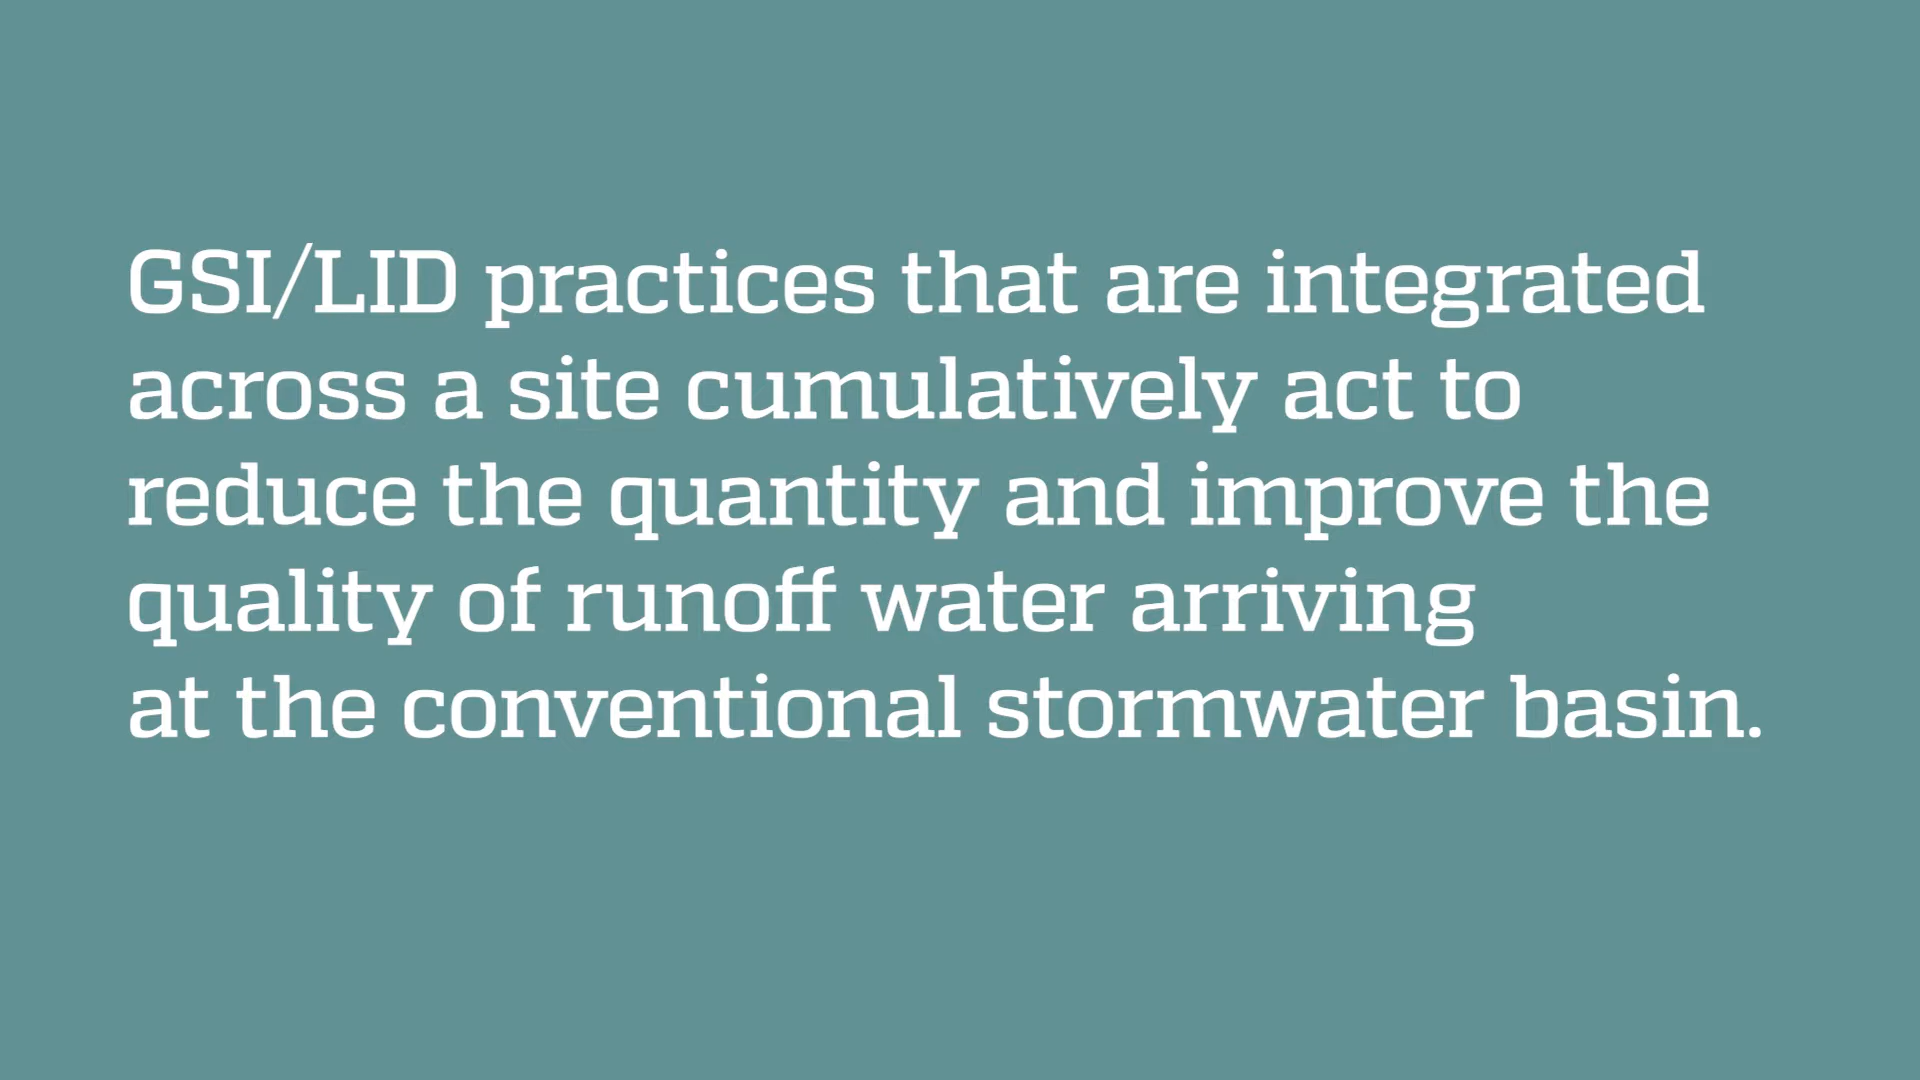 GSI/LID practices that are integrated
across a site cumulatively act to
reduce the quantity and improve the
quality of runoff water arriving
at the conventional stormwater basin.